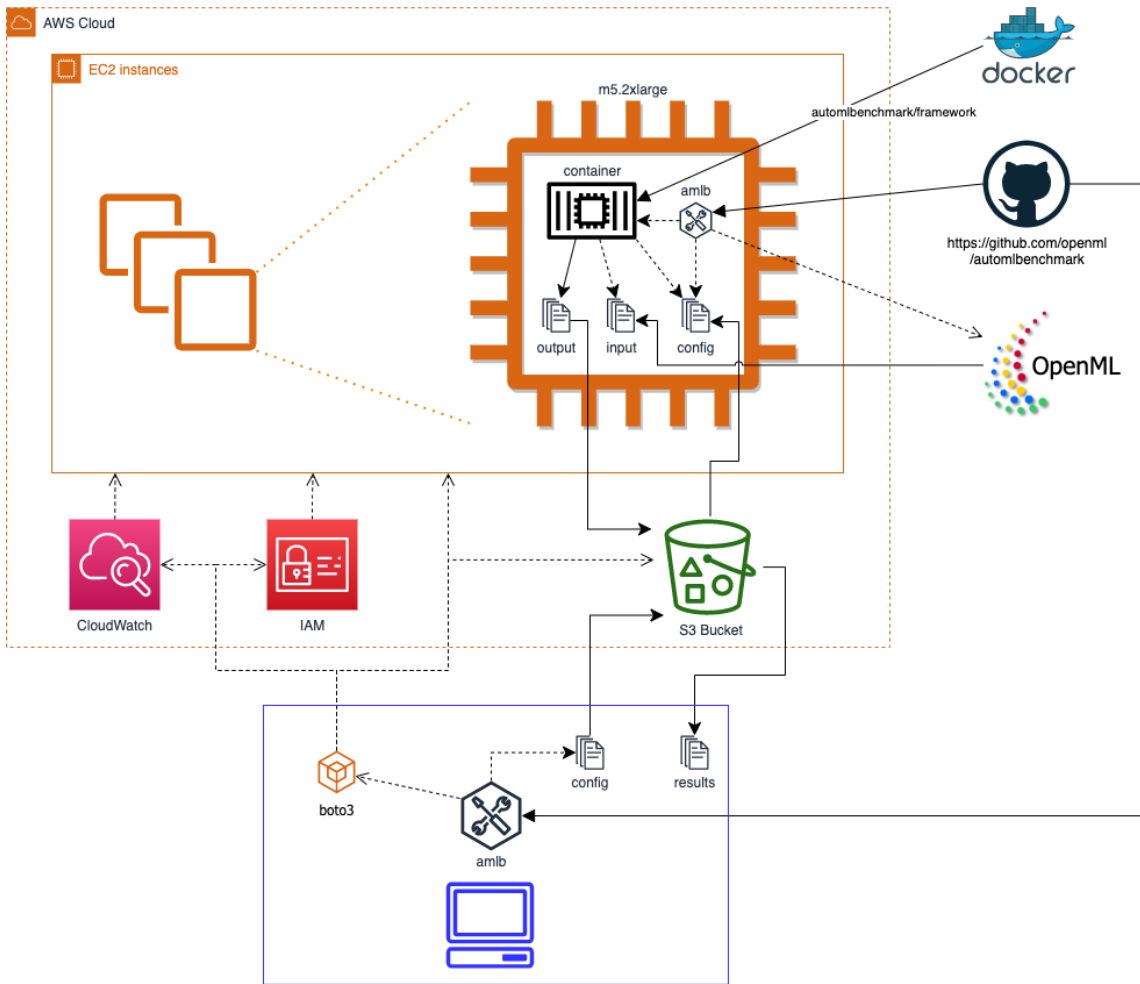 AWS Cloud
EC2 instances
m5.2xlarge
docker
automlbenchmark/framework
container
amlb
https://github.com/openml
/automlbenchmark
output
input
config
OpenML
CloudWatch
IAM
S3 Bucket
boto3
config
results
amlb